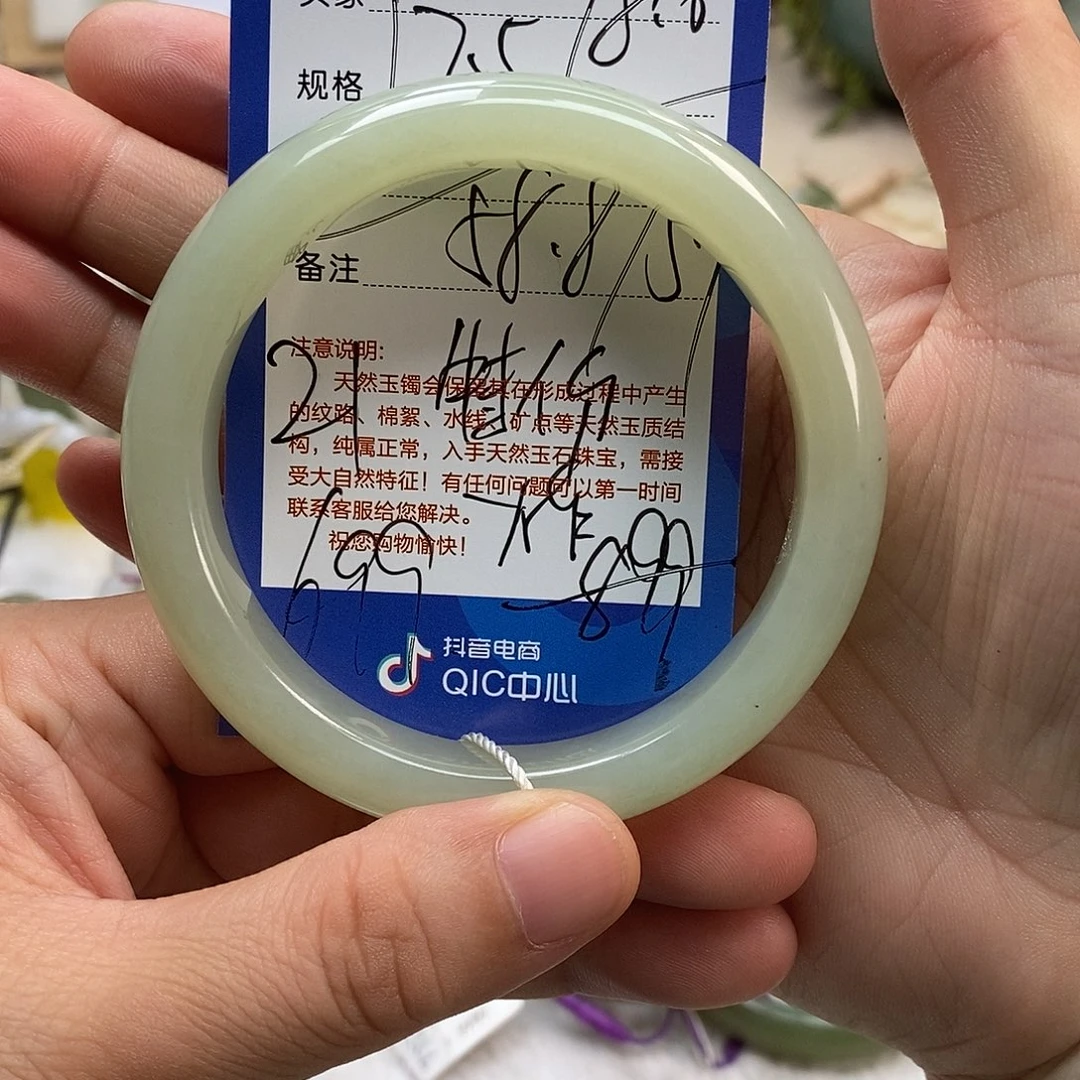 规格
备注
21
注意说明:
天然玉镯会保留其在形成过程中产生
的纹路、棉絮、水线、矿点等天然玉质结
构，纯属正常，入手天然玉石珠宝，需接
受大自然特征！有任何问题可以第一时间
联系客服给您解决。
祝您购物愉快！
699
899
抖音电商
QIC中心